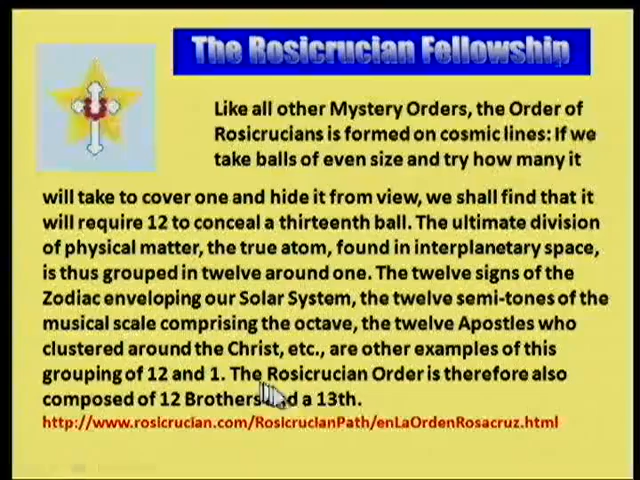 The Rosicrucian Fellowship
Like all other Mystery Orders, the Order of
Rosicrucians is formed on cosmic lines: If we
take balls of even size and try how many it
will take to cover one and hide it from view, we shall find that it
will require 12 to conceal a thirteenth ball. The ultimate division
of physical matter, the true atom, found in interplanetary space,
is thus grouped in twelve around one. The twelve signs of the
Zodiac enveloping our Solar System, the twelve semi-tones of the
musical scale comprising the octave, the twelve Apostles who
clustered around the Christ, etc., are other examples of this
grouping of 12 and 1. The Rosicrucian Order is therefore also
composed of 12 Brothers and a 13th.
http://www.rosicrucian.com/RosicrucianPath/enLaOrdenRosacruz.html